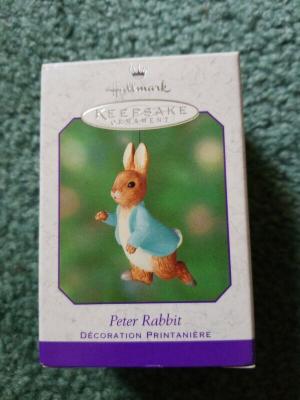 Hallmark
KEEPSAKE
ORNAMENT
Peter Rabbit
DÉCORATION PRINTANIÈRE